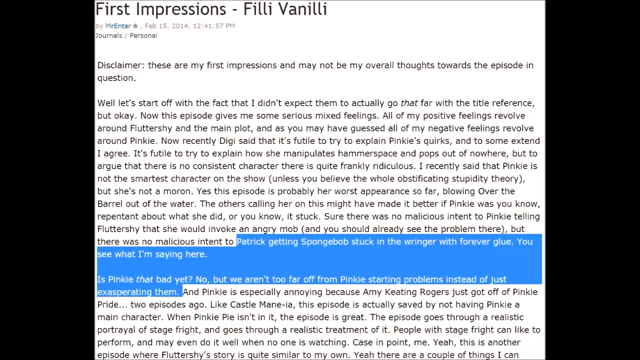 First Impressions - Filli Vanilli
by MrEnter, Feb 15, 2014, 12:41:57 PM
Journals / Personal
Disclaimer: these are my first impressions and may not be my overall thoughts towards the episode in
question.
Well let's start off with the fact that I didn't expect them to actually go that far with the title reference,
but okay. Now this episode gives me some serious mixed feelings. All of my positive feelings revolve
around Fluttershy and the main plot, and as you may have guessed all of my negative feelings revolve
around Pinkie. Now recently Digi said that it's futile to try to explain Pinkie's quirks, and to some extend
I agree. It's futile to try to explain how she manipulates hammerspace and pops out of nowhere, but to
argue that there is no consistent character there is quite frankly ridiculous. I recently said that Pinkie is
not the smartest character on the show (unless you believe the whole obstificating stupidity theory),
but she's not a moron. Yes this episode is probably her worst appearance so far, blowing Over the
Barrel out of the water. The others calling her on this might have made it better if Pinkie was you know,
repentant about what she did, or you know, it stuck. Sure there was no malicious intent to Pinkie telling
Fluttershy that she would invoke an angry mob (and you should already see the problem there), but
there was no malicious intent to Patrick getting Spongebob stuck in the wringer with forever glue. You
see what I'm saying here.
Is Pinkie that bad yet? No, but we aren't too far off from Pinkie starting problems instead of just
exasperating them. And Pinkie is especially annoying because Amy Keating Rogers just got off of Pinkie
Pride... two episodes ago. Like Castle Mane-ia, this episode is actually saved by not having Pinkie a
main character. When Pinkie Pie isn't in it, the episode is great. The episode goes through a realistic
portrayal of stage fright, and goes through a realistic treatment of it. People with stage fright can like to
perform, and may even do it well when no one is watching. Case in point, me. Yeah, this is another
episode where Fluttershy's story is quite similar to my own. Yeah there are a couple of things I can